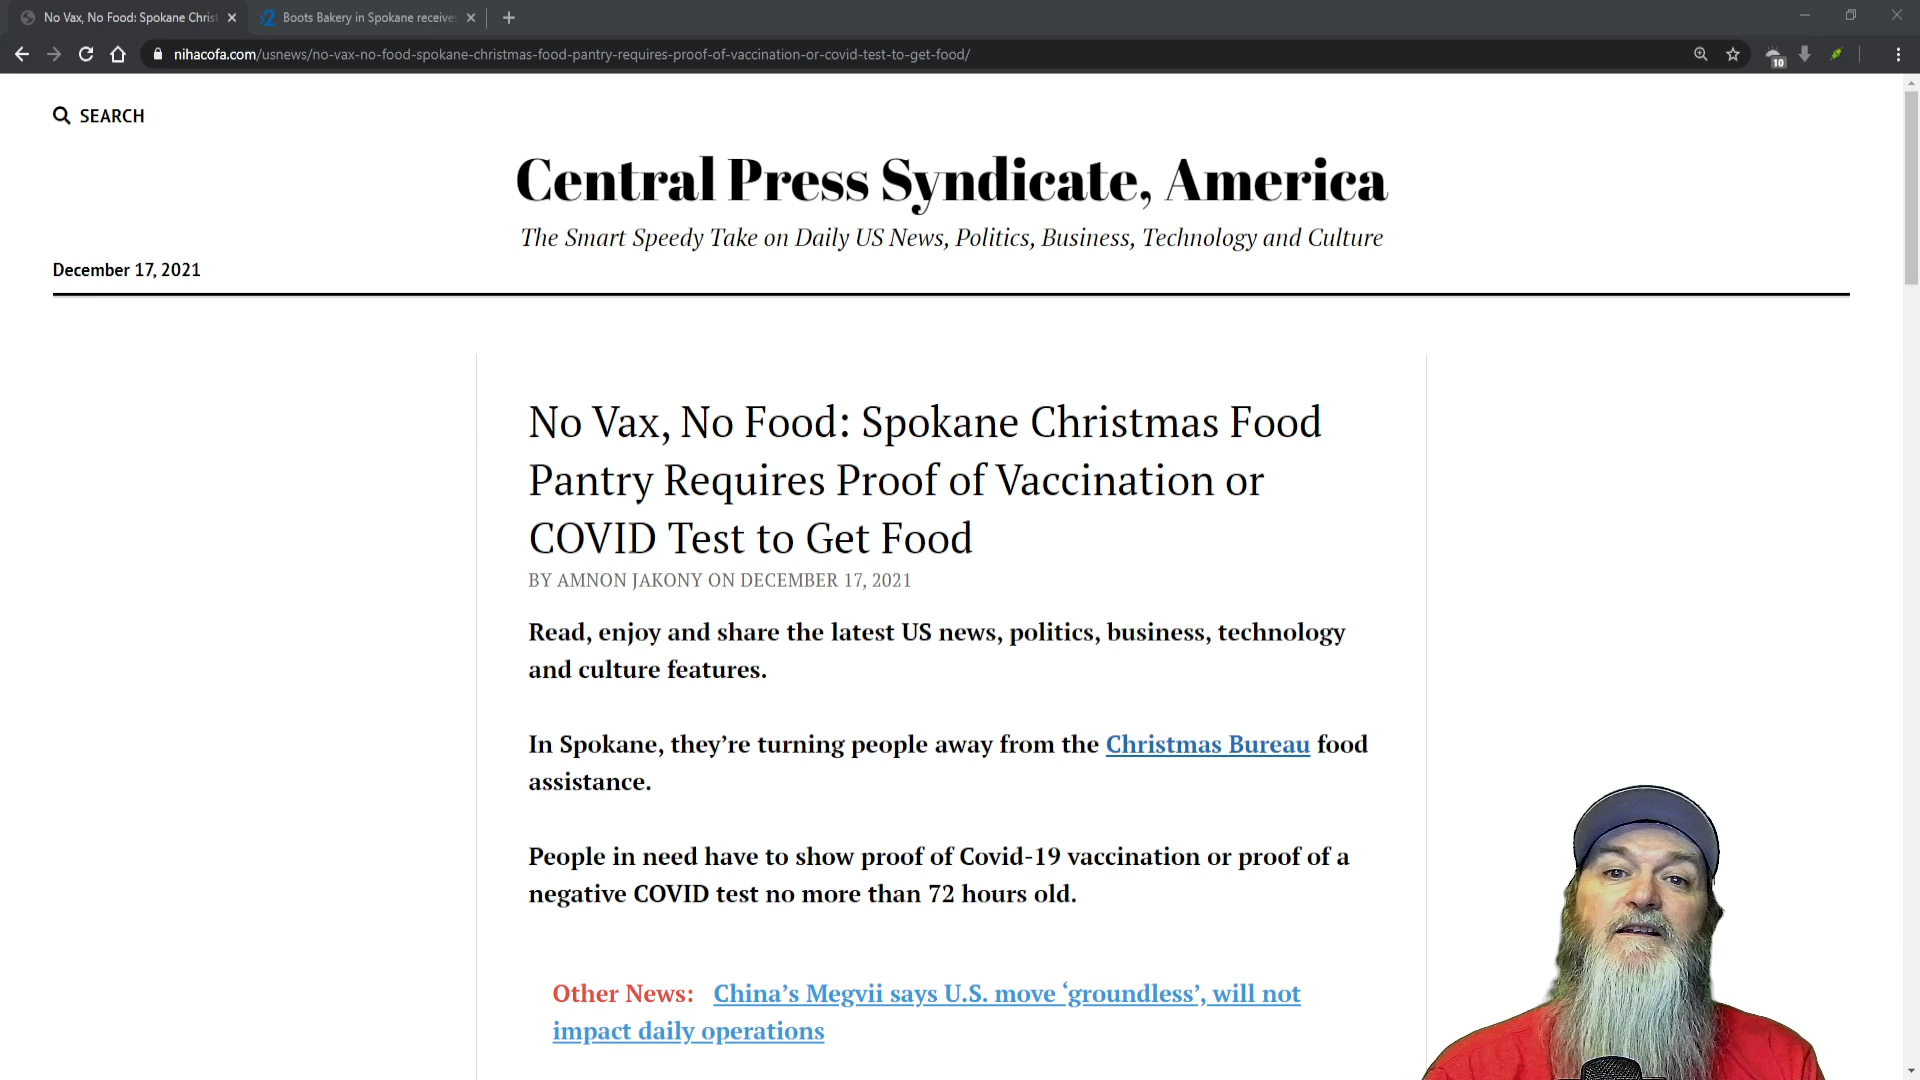 No Vax, No Food: Spokane Christ
Boots Bakery in Spokane receive
nihacofa.com/usnews/no-vax-no-food-spokane-christmas-food-pantry-requires-proof-of-vaccination-or-covid-test-to-get-food/
10
SEARCH
Central Press Syndicate, America
The Smart Speedy Take on Daily US News, Politics, Business, Technology and Culture
December 17, 2021
No Vax, No Food: Spokane Christmas Food
Pantry Requires Proof of Vaccination or
COVID Test to Get Food
BY AMNON JAKONY ON DECEMBER 17, 2021
Read, enjoy and share the latest US news, politics, business, technology
and culture features.
In Spokane, they’re turning people away from the Christmas Bureau food
assistance.
People in need have to show proof of Covid-19 vaccination or proof of a
negative COVID test no more than 72 hours old.
Other News: China’s Megvii says U.S. move ‘groundless’, will not
impact daily operations